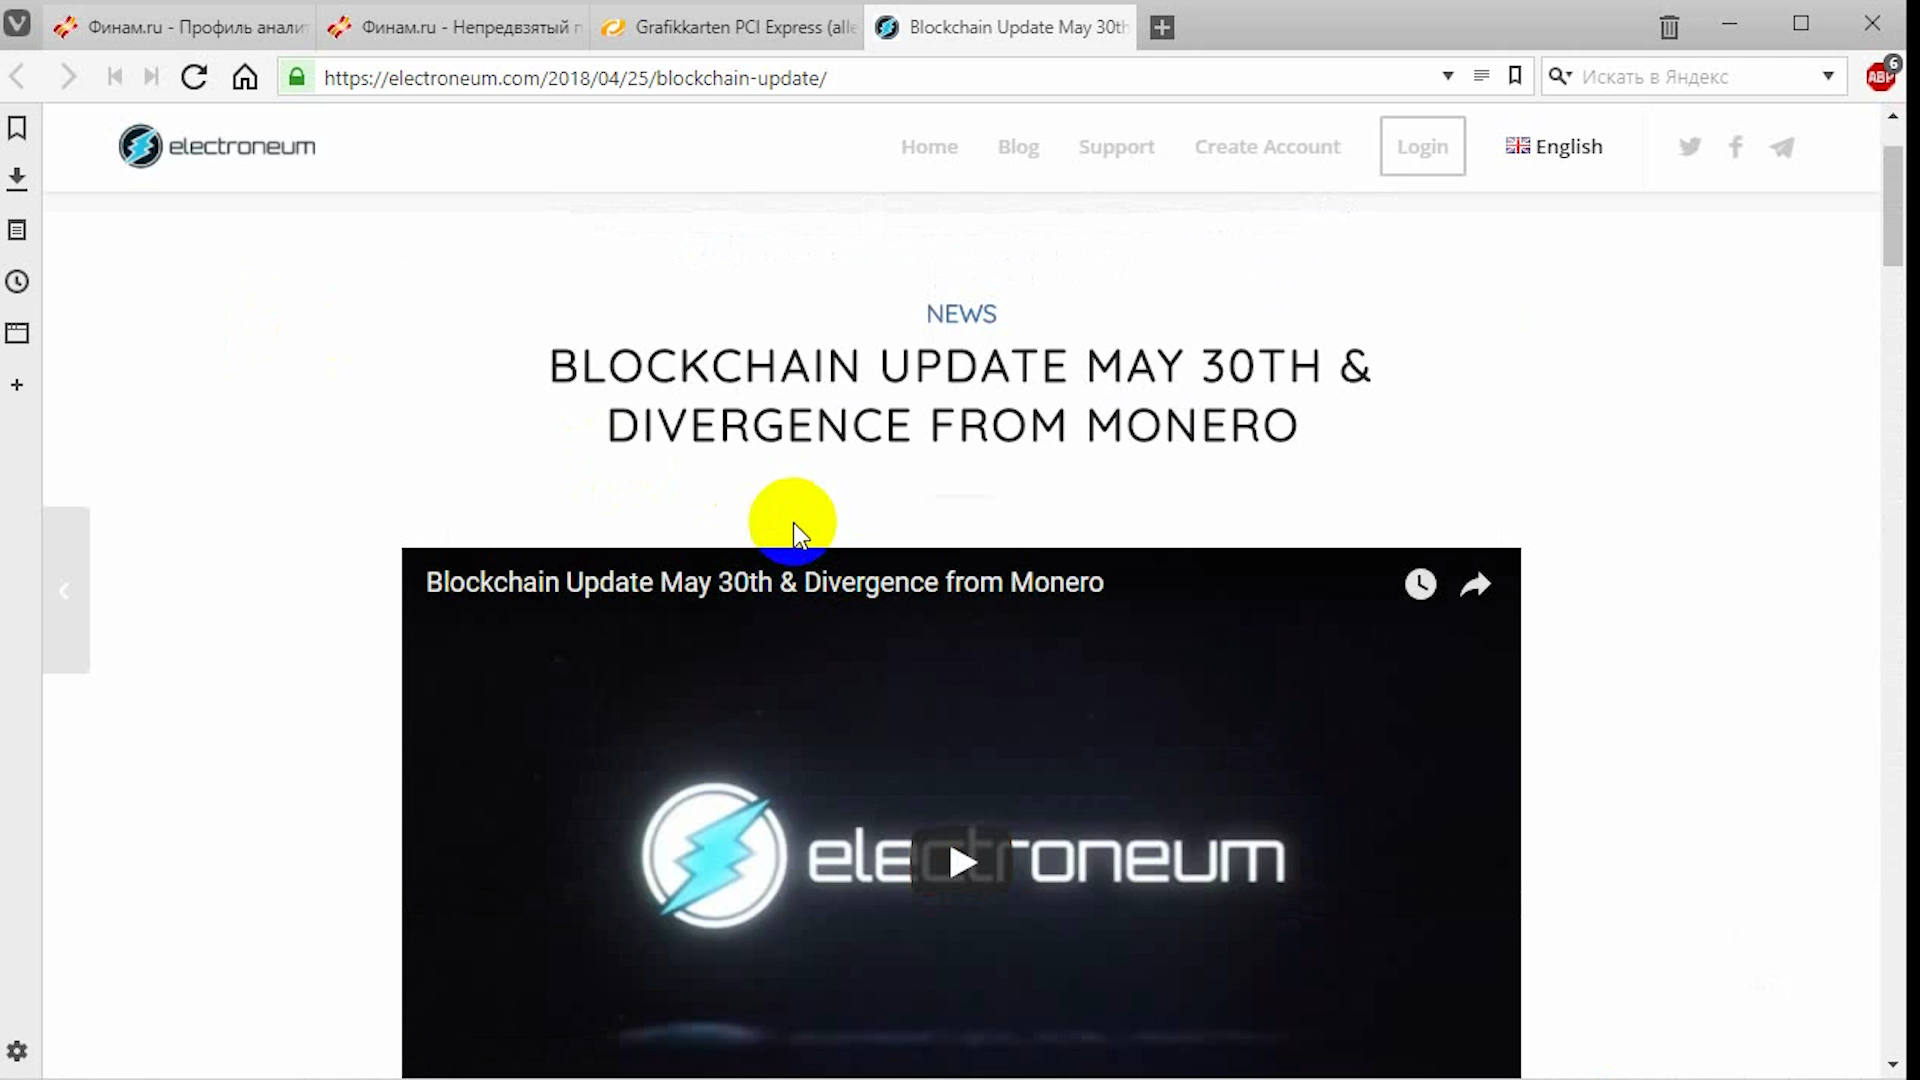 Финам.ru - Профиль анали
Финам.ru - Непредвзятый г
Grafikkarten PCI Express (alle
Blockchain Update May 30th
https://electroneum.com/2018/04/25/blockchain-update/
Искать в Яндекс
ABP
6
electroneum
Home
Blog
Support
Create Account
Login
English
NEWS
BLOCKCHAIN UPDATE MAY 30TH &
DIVERGENCE FROM MONERO
Blockchain Update May 30th & Divergence from Monero
electroneum